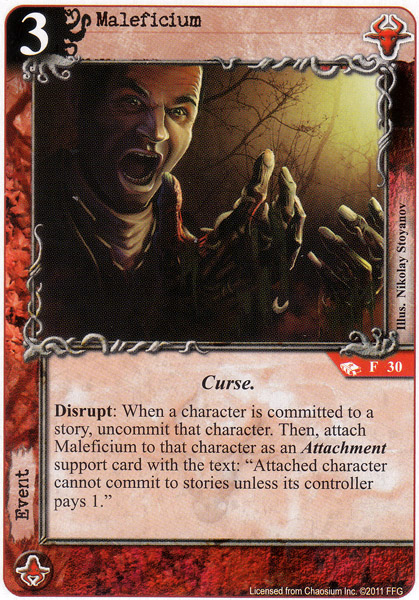 3
Maleficium
Illus. Nikolay Stoyanov
F 30
Curse.
Disrupt: When a character is committed to a
story, uncommit that character. Then, attach
Maleficium to that character as an Attachment
support card with the text: “Attached character
cannot commit to stories unless its controller
pays 1.”
Event
Licensed from Chaosium Inc. ©2011 FFG